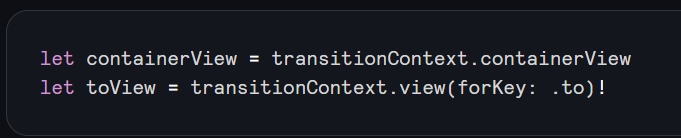 let containerView = transitionContext.containerView
let toView = transitionContext.view(forKey: .to)!